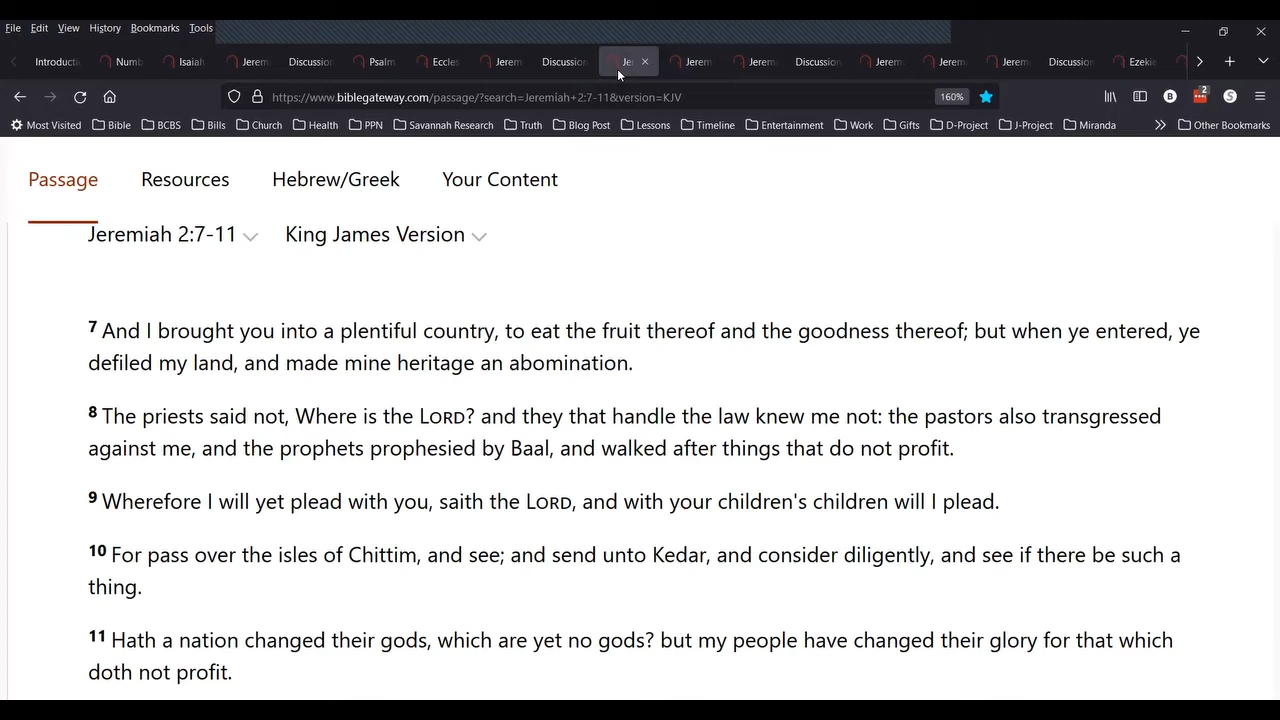 File Edit View History Bookmarks Tools
Introducti Numb Isaiah Jerem Discussion Psalm Eccles Jerem Discussion Jer Jerem Jerem Discussion Jerem Jerem Jerem Discussion Ezekie
https://www.biblegateway.com/passage/?search=Jeremiah+2:7-11&version=KJV 160% B 2 S
Most Visited Bible BCBS Bills Church Health PPN Savannah Research Truth Blog Post Lessons Timeline Entertainment Work Gifts D-Project J-Project Miranda Other Bookmarks
Passage Resources Hebrew/Greek Your Content
Jeremiah 2:7-11 King James Version
7 And I brought you into a plentiful country, to eat the fruit thereof and the goodness thereof; but when ye entered, ye
defiled my land, and made mine heritage an abomination.
8 The priests said not, Where is the LORD? and they that handle the law knew me not: the pastors also transgressed
against me, and the prophets prophesied by Baal, and walked after things that do not profit.
9 Wherefore I will yet plead with you, saith the LORD, and with your children's children will I plead.
10 For pass over the isles of Chittim, and see; and send unto Kedar, and consider diligently, and see if there be such a
thing.
11 Hath a nation changed their gods, which are yet no gods? but my people have changed their glory for that which
doth not profit.